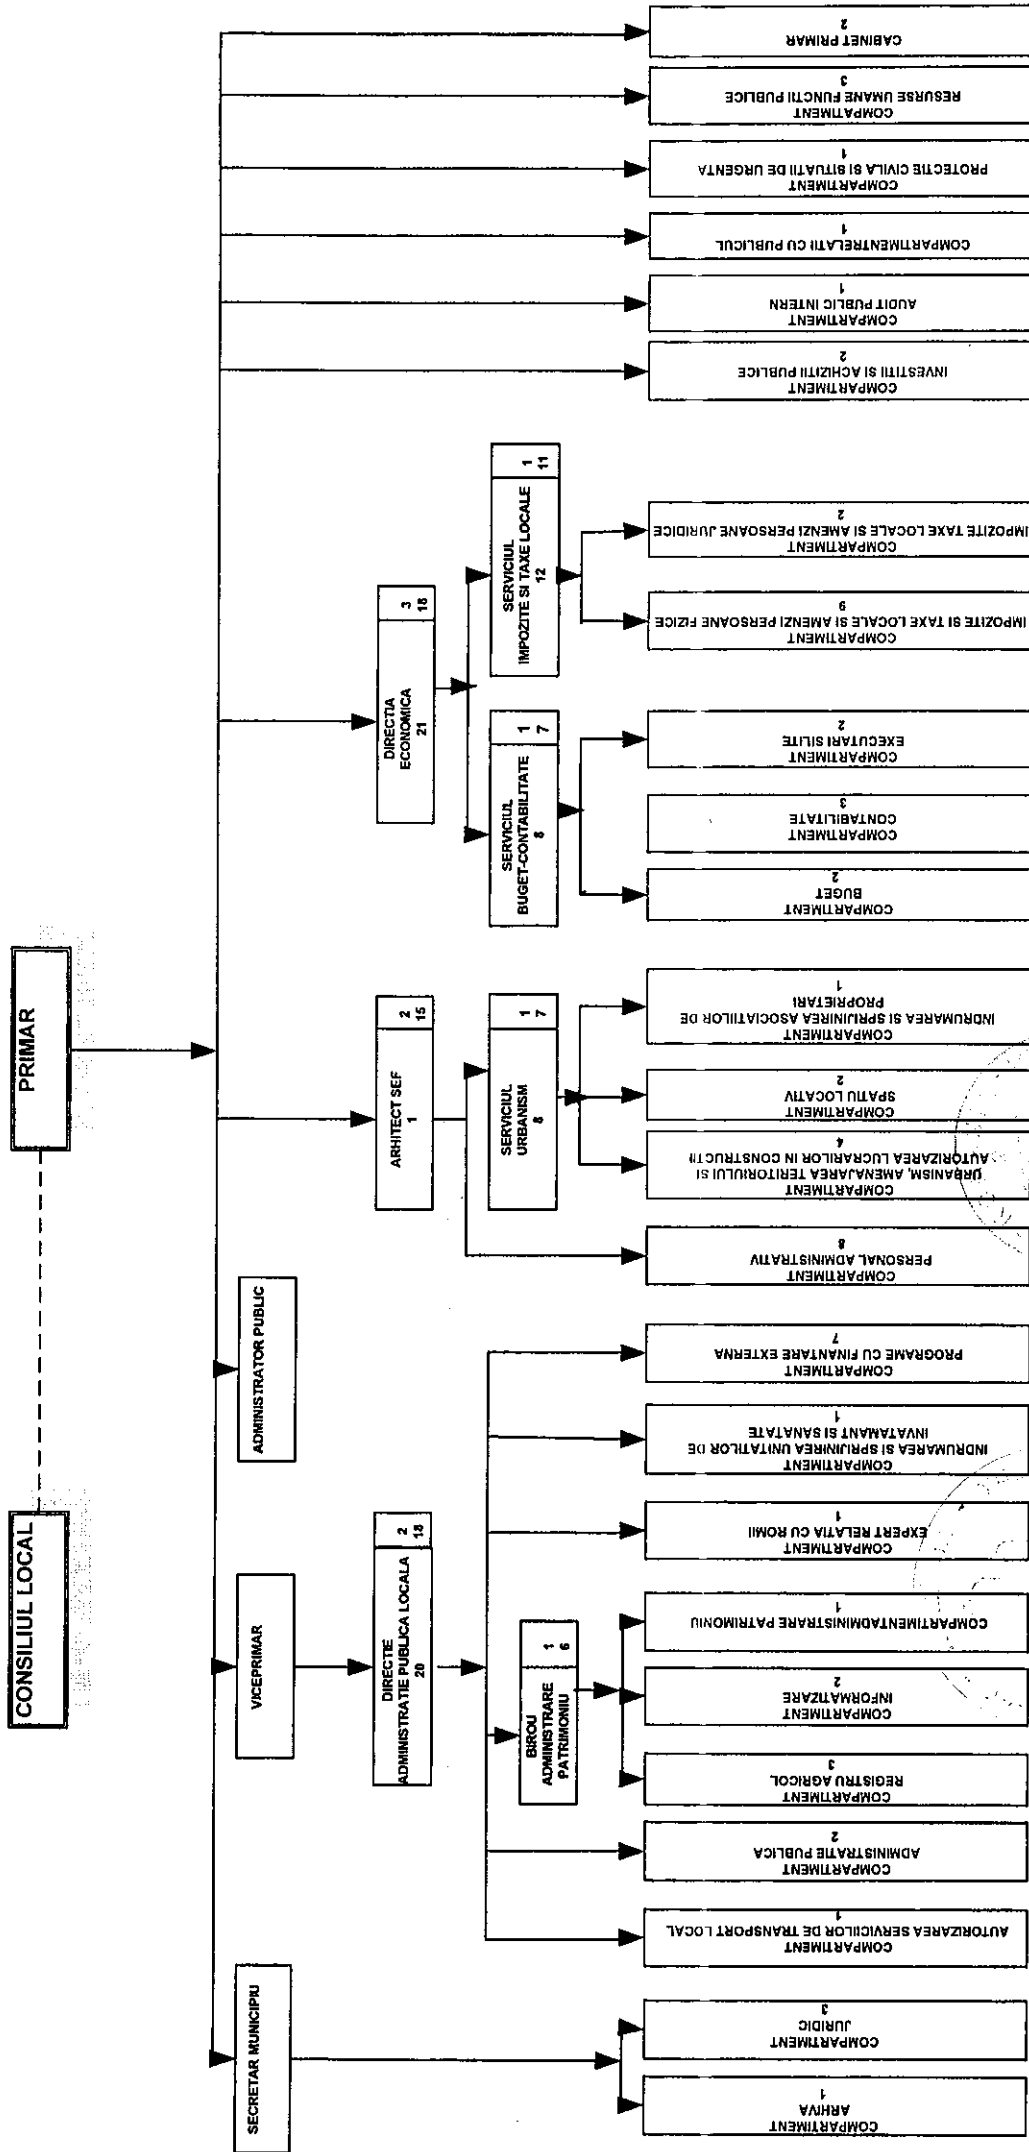 CONSILIUL LOCAL
PRIMAR
SECRETAR MUNICIPIU
VICEPRIMAR
ADMINISTRATOR PUBLIC
DIRECTIE
ADMINISTRATIE PUBLICA LOCALA
20
2
18
ARHITECT SEF
1
2
15
DIRECTIA
ECONOMICA
21
3
18
BIROU
ADMINISTRARE
PATRIMONIU
1
6
SERVICIUL
URBANISM
8
1
7
SERVICIUL
BUGET-CONTABILITATE
8
1
7
SERVICIUL
IMPOZITE SI TAXE LOCALE
12
1
11
COMPARTIMENT
ARHIVA
1
COMPARTIMENT
JURIDIC
3
COMPARTIMENT
AUTORIZAREA SERVICIILOR DE TRANSPORT LOCAL
1
COMPARTIMENT
ADMINISTRATIE PUBLICA
2
COMPARTIMENT
REGISTRU AGRICOL
3
COMPARTIMENT
INFORMATIZARE
2
COMPARTIMENTADMINISTRARE PATRIMONIU
1
COMPARTIMENT
EXPERT RELATIA CU ROMII
1
COMPARTIMENT
INDRUMAREA SI SPRIJINIREA UNITATILOR DE
INVATAMANT SI SANATATE
1
COMPARTIMENT
PROGRAME CU FINANTARE EXTERNA
7
COMPARTIMENT
PERSONAL ADMINISTRATIV
8
COMPARTIMENT
URBANISM, AMENAJAREA TERITORIULUI SI
AUTORIZAREA LUCRARILOR IN CONSTRUCTII
4
COMPARTIMENT
SPATIU LOCATIV
2
COMPARTIMENT
INDRUMAREA SI SPRIJINIREA ASOCIATIILOR DE
PROPRIETARI
1
COMPARTIMENT
BUGET
2
COMPARTIMENT
CONTABILITATE
3
COMPARTIMENT
EXECUTARI SILITE
2
COMPARTIMENT
IMPOZITE SI TAXE LOCALE SI AMENZI PERSOANE FIZICE
9
COMPARTIMENT
IMPOZITE TAXE LOCALE SI AMENZI PERSOANE JURIDICE
2
COMPARTIMENT
INVESTITII SI ACHIZITII PUBLICE
2
COMPARTIMENT
AUDIT PUBLIC INTERN
1
COMPARTIMENTRELATII CU PUBLICUL
1
COMPARTIMENT
PROTECTIE CIVILA SI SITUATII DE URGENTA
1
COMPARTIMENT
RESURSE UMANE FUNCTII PUBLICE
3
CABINET PRIMAR
2